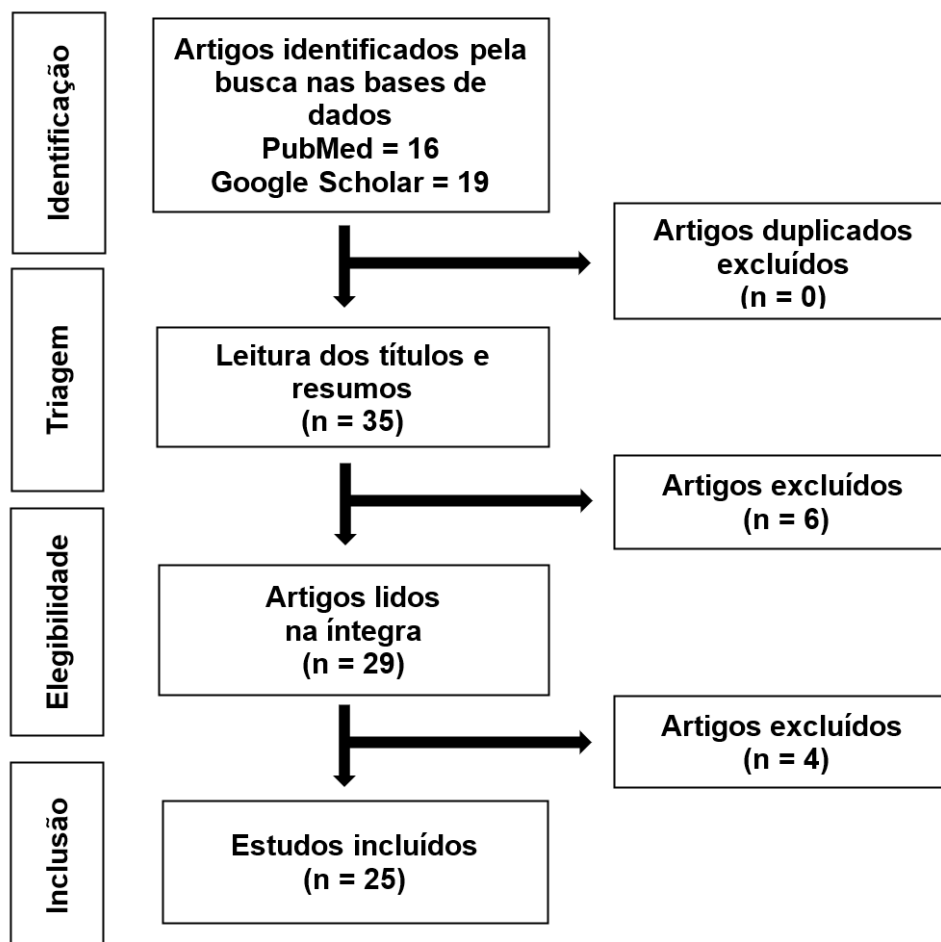 Identificação
Artigos identificados pela
busca nas bases de
dados
PubMed = 16
Google Scholar = 19
Artigos duplicados
excluídos
(n = 0)
Triagem
Leitura dos títulos e
resumos
(n = 35)
Artigos excluídos
(n = 6)
Elegibilidade
Artigos lidos
na íntegra
(n = 29)
Artigos excluídos
(n = 4)
Inclusão
Estudos incluídos
(n = 25)